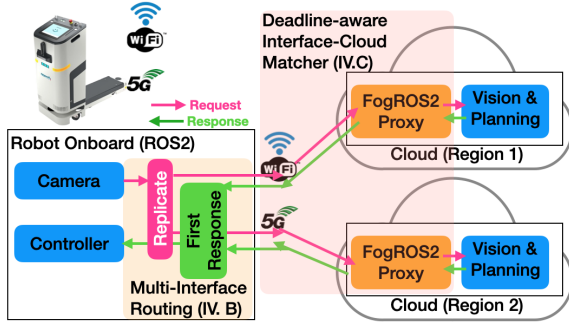 WiFi
5G
Request
Response
Deadline-aware
Interface-Cloud
Matcher (IV.C)
Robot Onboard (ROS2)
Camera
Controller
Replicate
First
Response
Multi-Interface
Routing (IV. B)
WiFi
5G
FogROS2
Proxy
Vision &
Planning
Cloud (Region 1)
FogROS2
Proxy
Vision &
Planning
Cloud (Region 2)